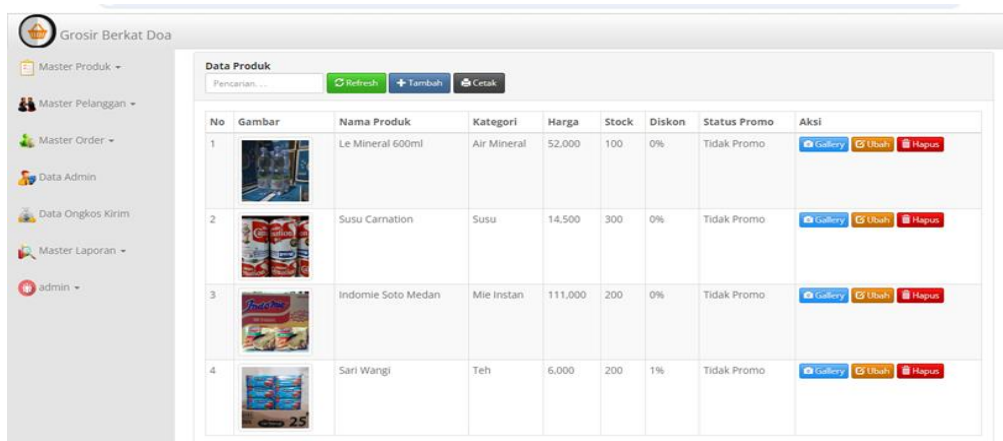 Grosir Berkat Doa
Master Produk
Master Pelanggan
Master Order
Data Admin
Data Ongkos Kirim
Master Laporan
admin
Data Produk
Pencarian. . .
Refresh
Tambah
Cetak
No Gambar Nama Produk Kategori Harga Stock Diskon Status Promo Aksi
1 Le Mineral 600ml Air Mineral 52,000 100 0% Tidak Promo Gallery Ubah Hapus
2 Susu Carnation Susu 14,500 300 0% Tidak Promo Gallery Ubah Hapus
3 Indomie Soto Medan Mie Instan 111,000 200 0% Tidak Promo Gallery Ubah Hapus
Indomie
4 Sari Wangi Teh 6,000 200 1% Tidak Promo Gallery Ubah Hapus
25